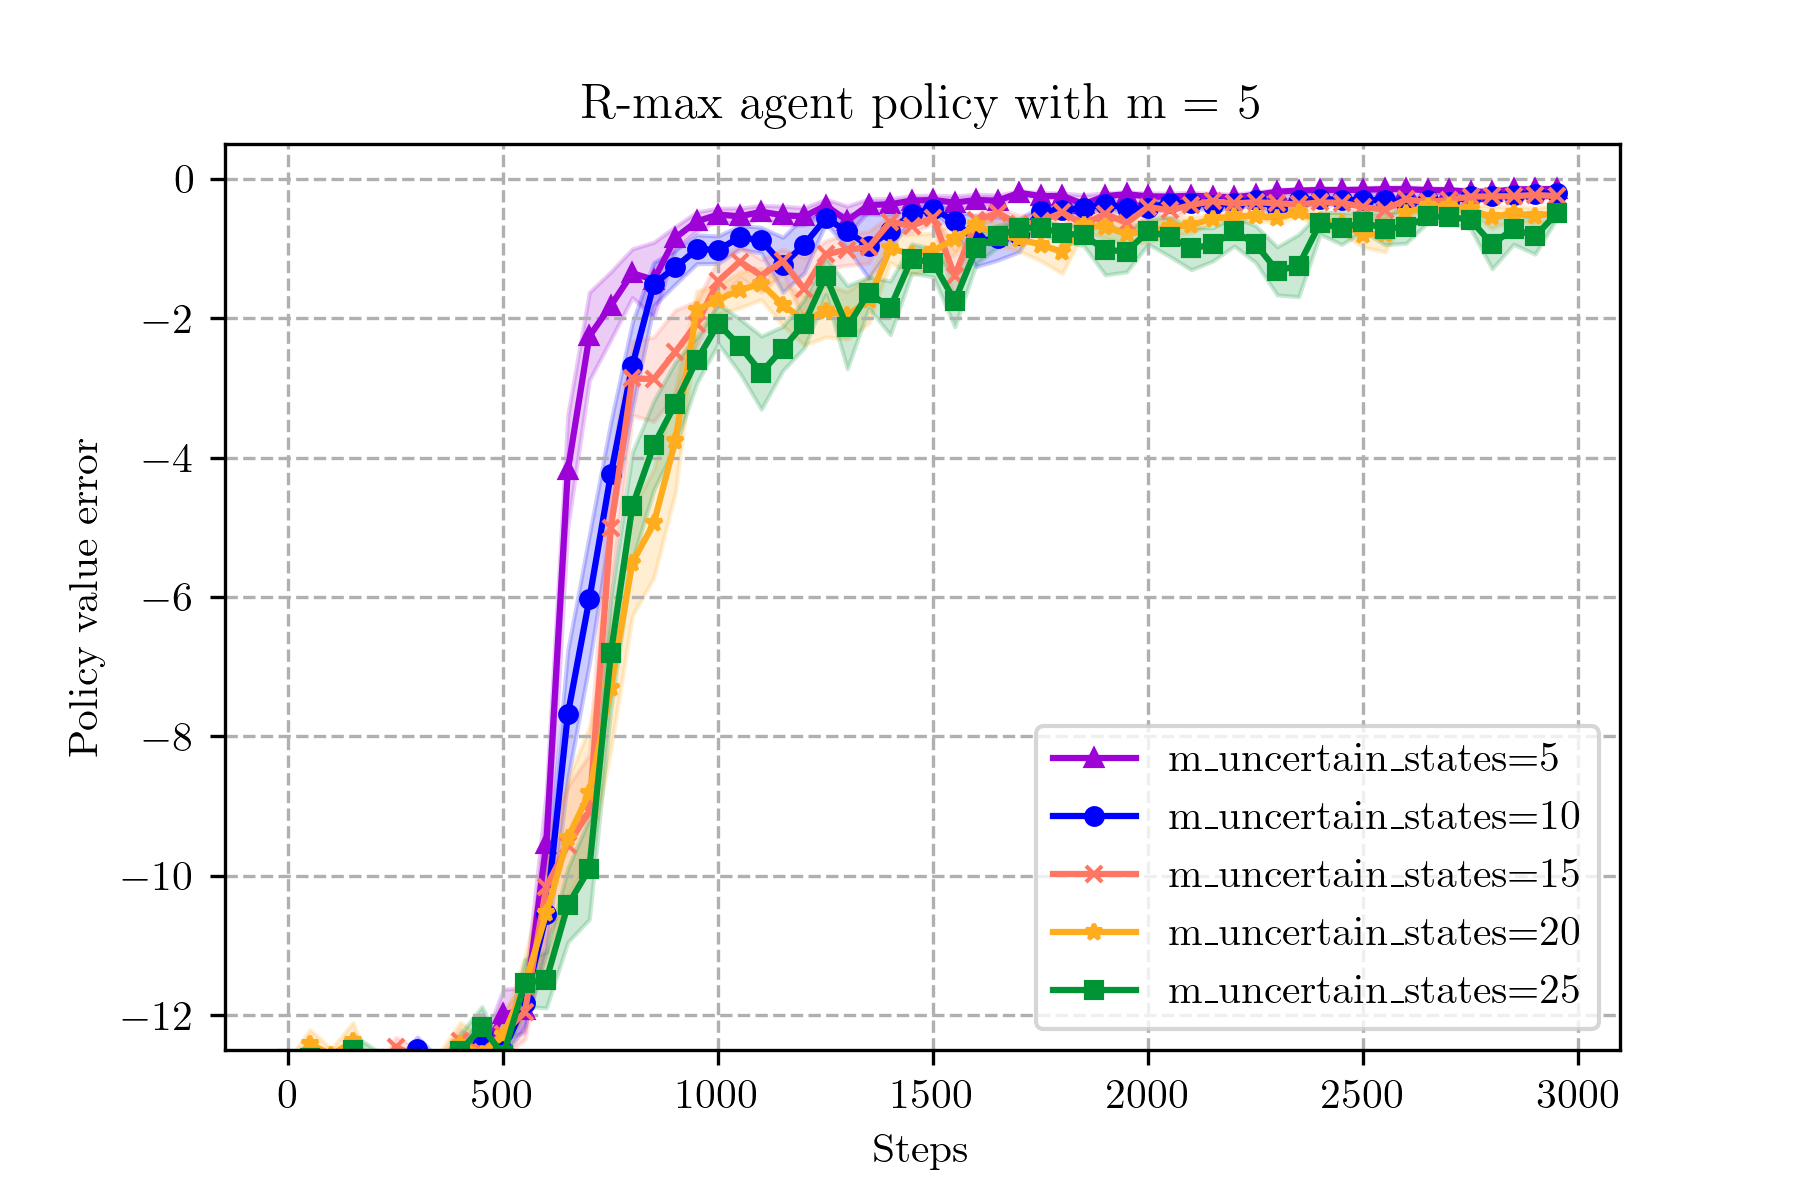 R-max agent policy with m = 5
Policy value error
0
−2
−4
−6
−8
−10
−12
0 500 1000 1500 2000 2500 3000
Steps
m_uncertain_states=5
m_uncertain_states=10
m_uncertain_states=15
m_uncertain_states=20
m_uncertain_states=25